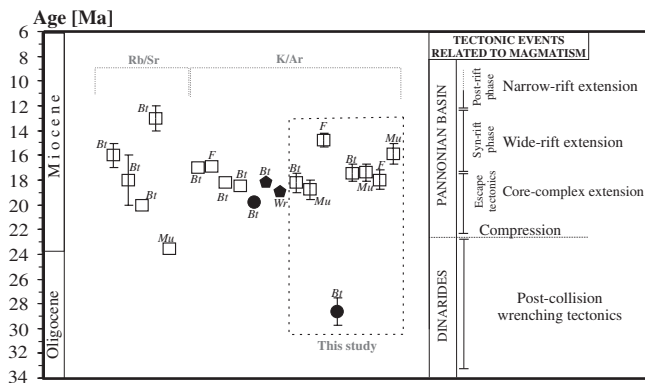 Age [Ma]
6
8
10
12
14
16
18
20
22
24
26
28
30
32
34
Miocene
Oligocene
Rb/Sr
K/Ar
Bt
Bt
Bt
Bt
Mu
Bt
F
Bt
Bt
Bt
Bt
Wr
Bt
Mu
F
Bt
Mu
F
Mu
Bt
This study
TECTONIC EVENTS
RELATED TO MAGMATISM
PANNONIAN BASIN
DINARIDES
Post-rift
phase
Syn-rift
phase
Escape
tectonics
Narrow-rift extension
Wide-rift extension
Core-complex extension
Compression
Post-collision
wrenching tectonics